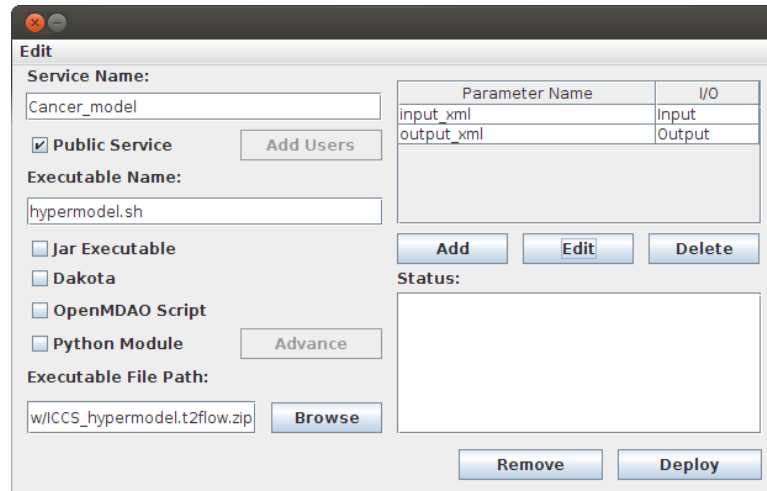 Edit
Service Name:
Cancer_model
Public Service
Add Users
Executable Name:
hypermodel.sh
Jar Executable
Dakota
OpenMDAO Script
Python Module
Advance
Executable File Path:
w/ICCS_hypermodel.t2flow.zip
Browse
Parameter Name I/O
input_xml Input
output_xml Output
Add Edit Delete
Status:
Remove Deploy